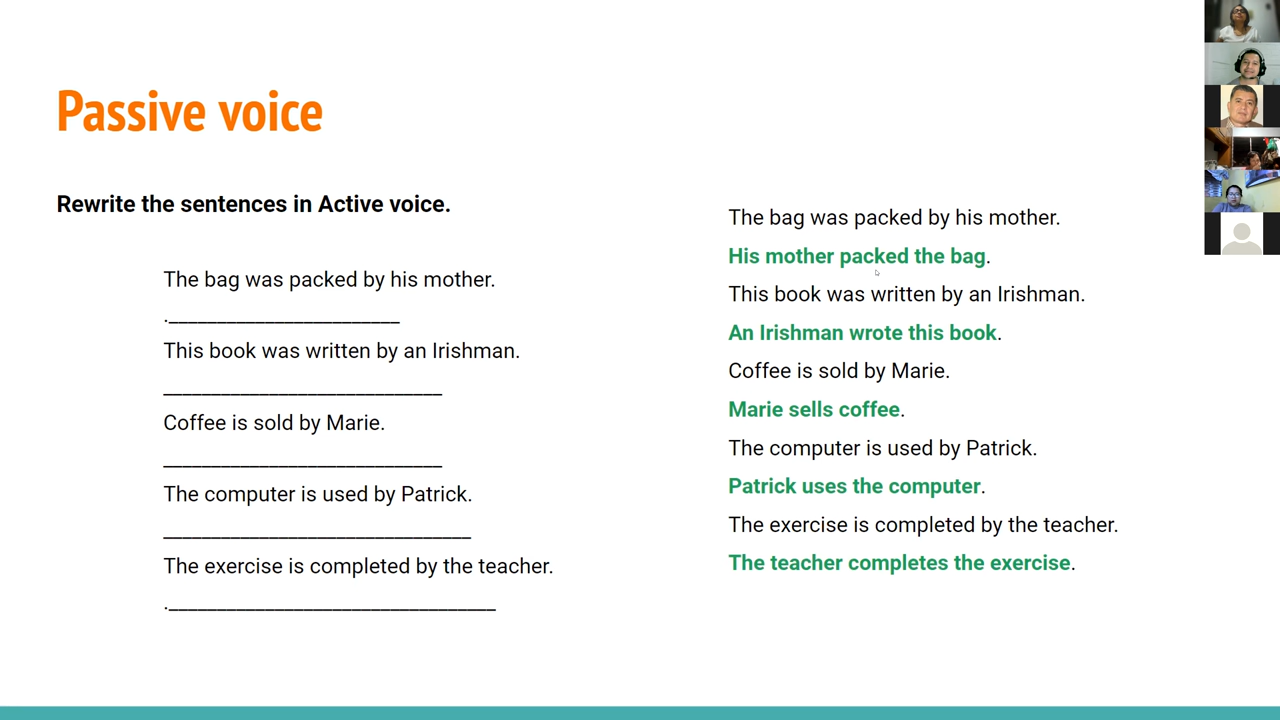 Passive voice
Rewrite the sentences in Active voice.
The bag was packed by his mother.
.________________________
This book was written by an Irishman.
_____________________________
Coffee is sold by Marie.
_____________________________
The computer is used by Patrick.
________________________________
The exercise is completed by the teacher.
.__________________________________
The bag was packed by his mother.
His mother packed the bag.
This book was written by an Irishman.
An Irishman wrote this book.
Coffee is sold by Marie.
Marie sells coffee.
The computer is used by Patrick.
Patrick uses the computer.
The exercise is completed by the teacher.
The teacher completes the exercise.